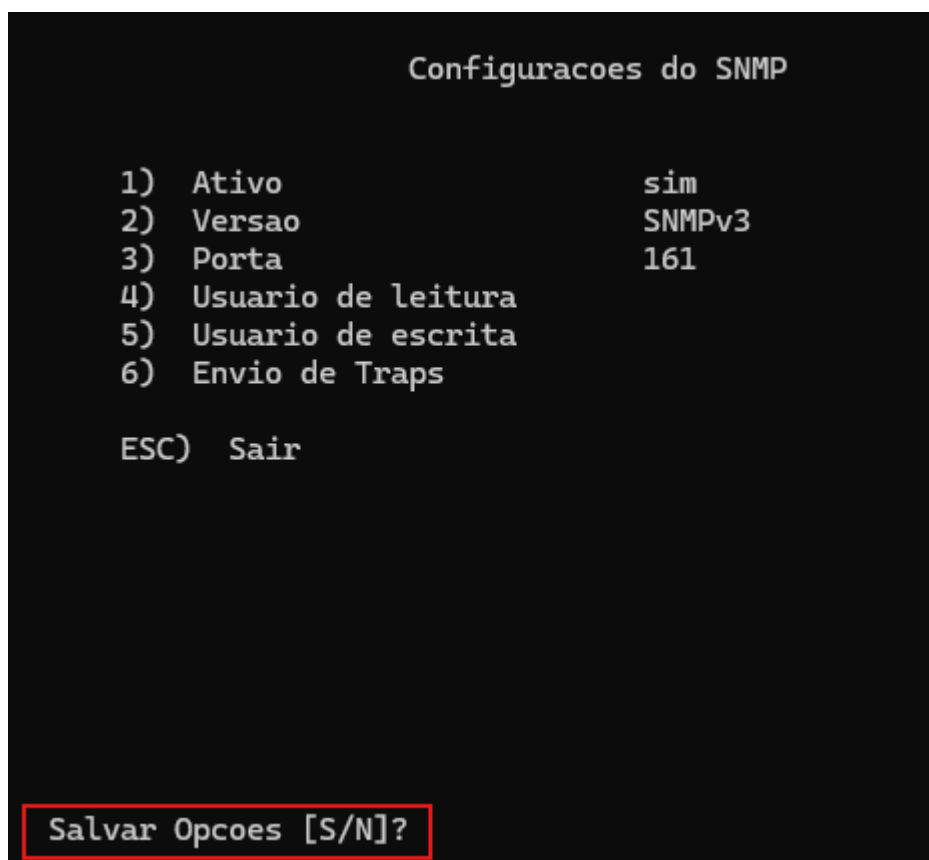 Configuracoes do SNMP
1) Ativo sim
2) Versao SNMPv3
3) Porta 161
4) Usuario de leitura
5) Usuario de escrita
6) Envio de Traps
ESC) Sair
Salvar Opcoes [S/N]?